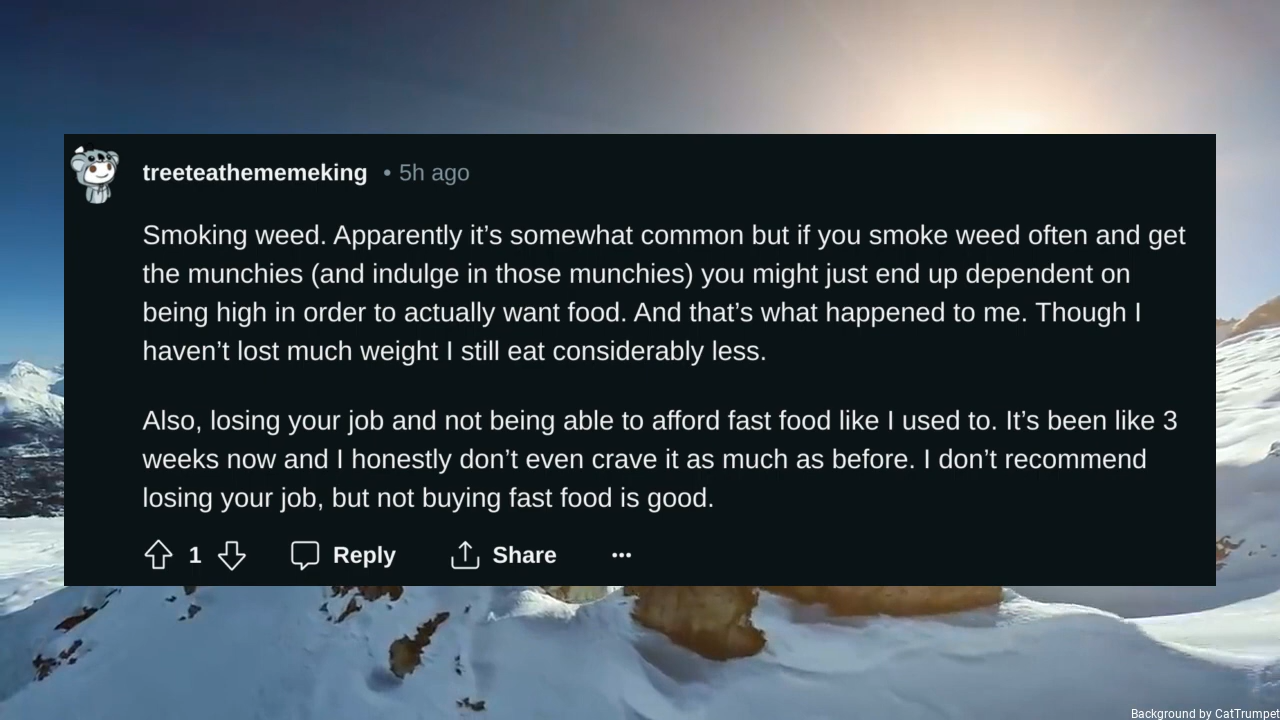 treeteathememeking • 5h ago
Smoking weed. Apparently it’s somewhat common but if you smoke weed often and get
the munchies (and indulge in those munchies) you might just end up dependent on
being high in order to actually want food. And that’s what happened to me. Though I
haven’t lost much weight I still eat considerably less.
Also, losing your job and not being able to afford fast food like I used to. It’s been like 3
weeks now and I honestly don’t even crave it as much as before. I don’t recommend
losing your job, but not buying fast food is good.
1 Reply Share ···
Background by CatTrumpet